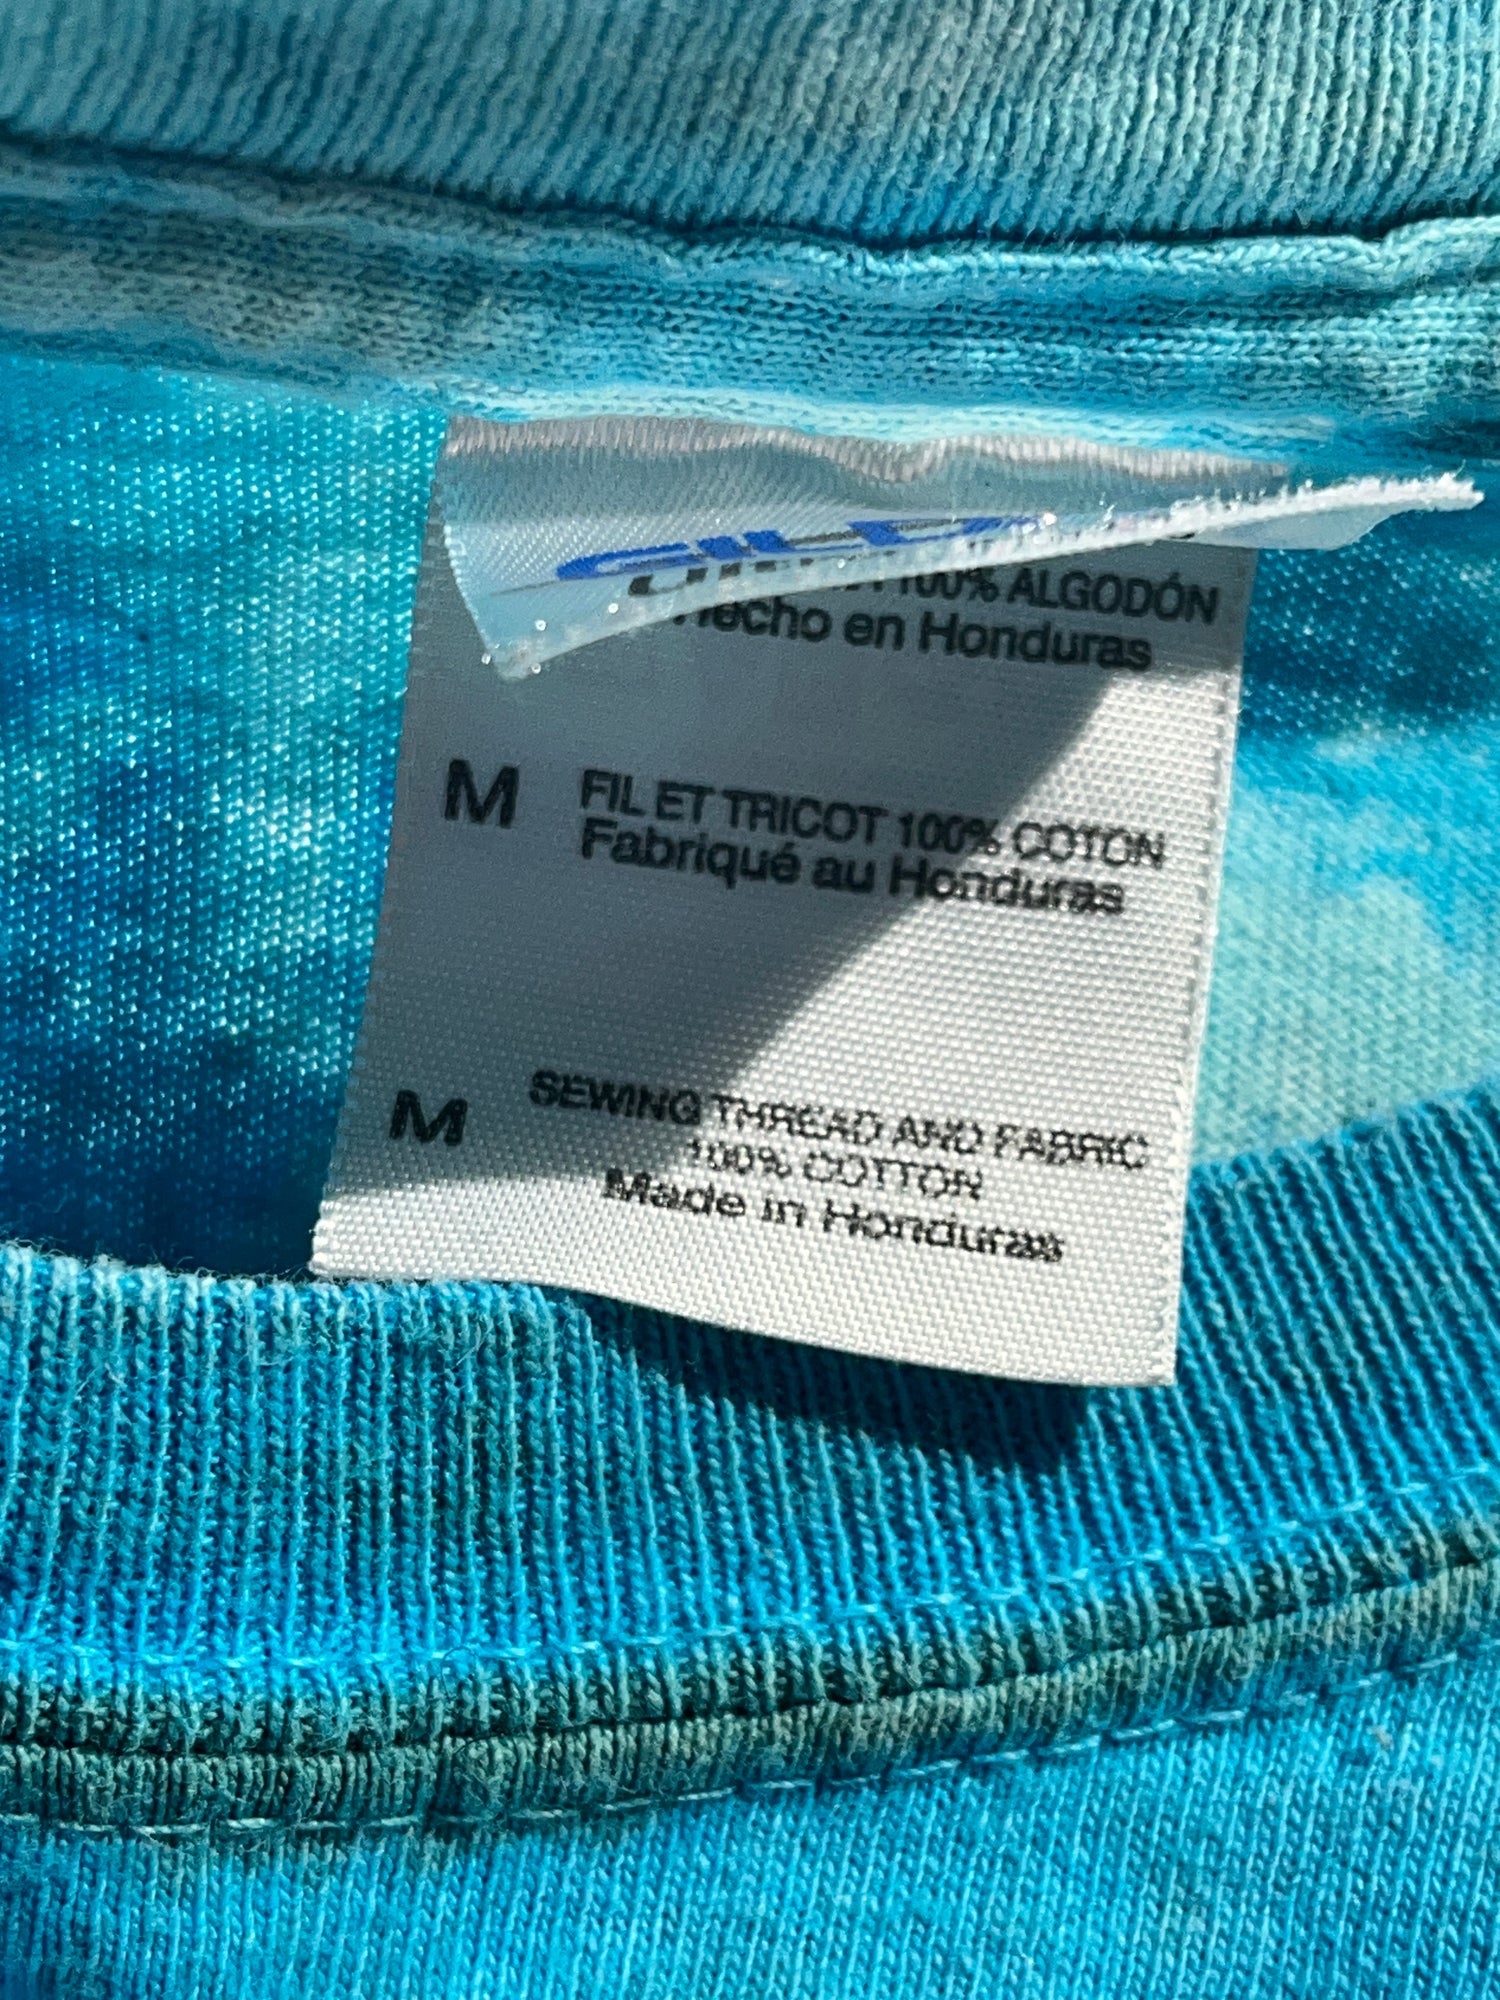 GILD
100% ALGODÓN
Hecho en Honduras
M FIL ET TRICOT 100% COTON
Fabriqué au Honduras
M SEWING THREAD AND FABRIC
100% COTTON
Made in Honduras